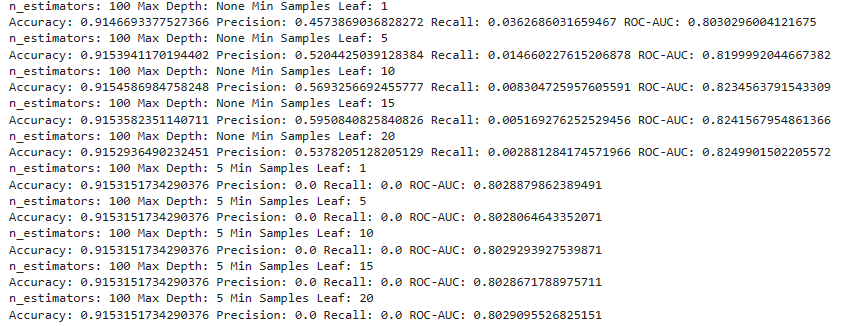 n_estimators: 100 Max Depth: None Min Samples Leaf: 1
Accuracy: 0.9146693377527366 Precision: 0.4573869036828272 Recall: 0.0362686031659467 ROC-AUC: 0.8030296004121675
n_estimators: 100 Max Depth: None Min Samples Leaf: 5
Accuracy: 0.9153941170194402 Precision: 0.5204425039128384 Recall: 0.014660227615206878 ROC-AUC: 0.8199992044667382
n_estimators: 100 Max Depth: None Min Samples Leaf: 10
Accuracy: 0.9154586984758248 Precision: 0.5693256692455777 Recall: 0.008304725957605591 ROC-AUC: 0.8234563791543309
n_estimators: 100 Max Depth: None Min Samples Leaf: 15
Accuracy: 0.9153582351140711 Precision: 0.5950840825840826 Recall: 0.005169276252529456 ROC-AUC: 0.8241567954861366
n_estimators: 100 Max Depth: None Min Samples Leaf: 20
Accuracy: 0.9152936490232451 Precision: 0.5378205128205129 Recall: 0.002881284174571966 ROC-AUC: 0.8249901502205572
n_estimators: 100 Max Depth: 5 Min Samples Leaf: 1
Accuracy: 0.9153151734290376 Precision: 0.0 Recall: 0.0 ROC-AUC: 0.8028879862389491
n_estimators: 100 Max Depth: 5 Min Samples Leaf: 5
Accuracy: 0.9153151734290376 Precision: 0.0 Recall: 0.0 ROC-AUC: 0.8028064643352071
n_estimators: 100 Max Depth: 5 Min Samples Leaf: 10
Accuracy: 0.9153151734290376 Precision: 0.0 Recall: 0.0 ROC-AUC: 0.8029293927539871
n_estimators: 100 Max Depth: 5 Min Samples Leaf: 15
Accuracy: 0.9153151734290376 Precision: 0.0 Recall: 0.0 ROC-AUC: 0.8028671788975711
n_estimators: 100 Max Depth: 5 Min Samples Leaf: 20
Accuracy: 0.9153151734290376 Precision: 0.0 Recall: 0.0 ROC-AUC: 0.8029095526825151